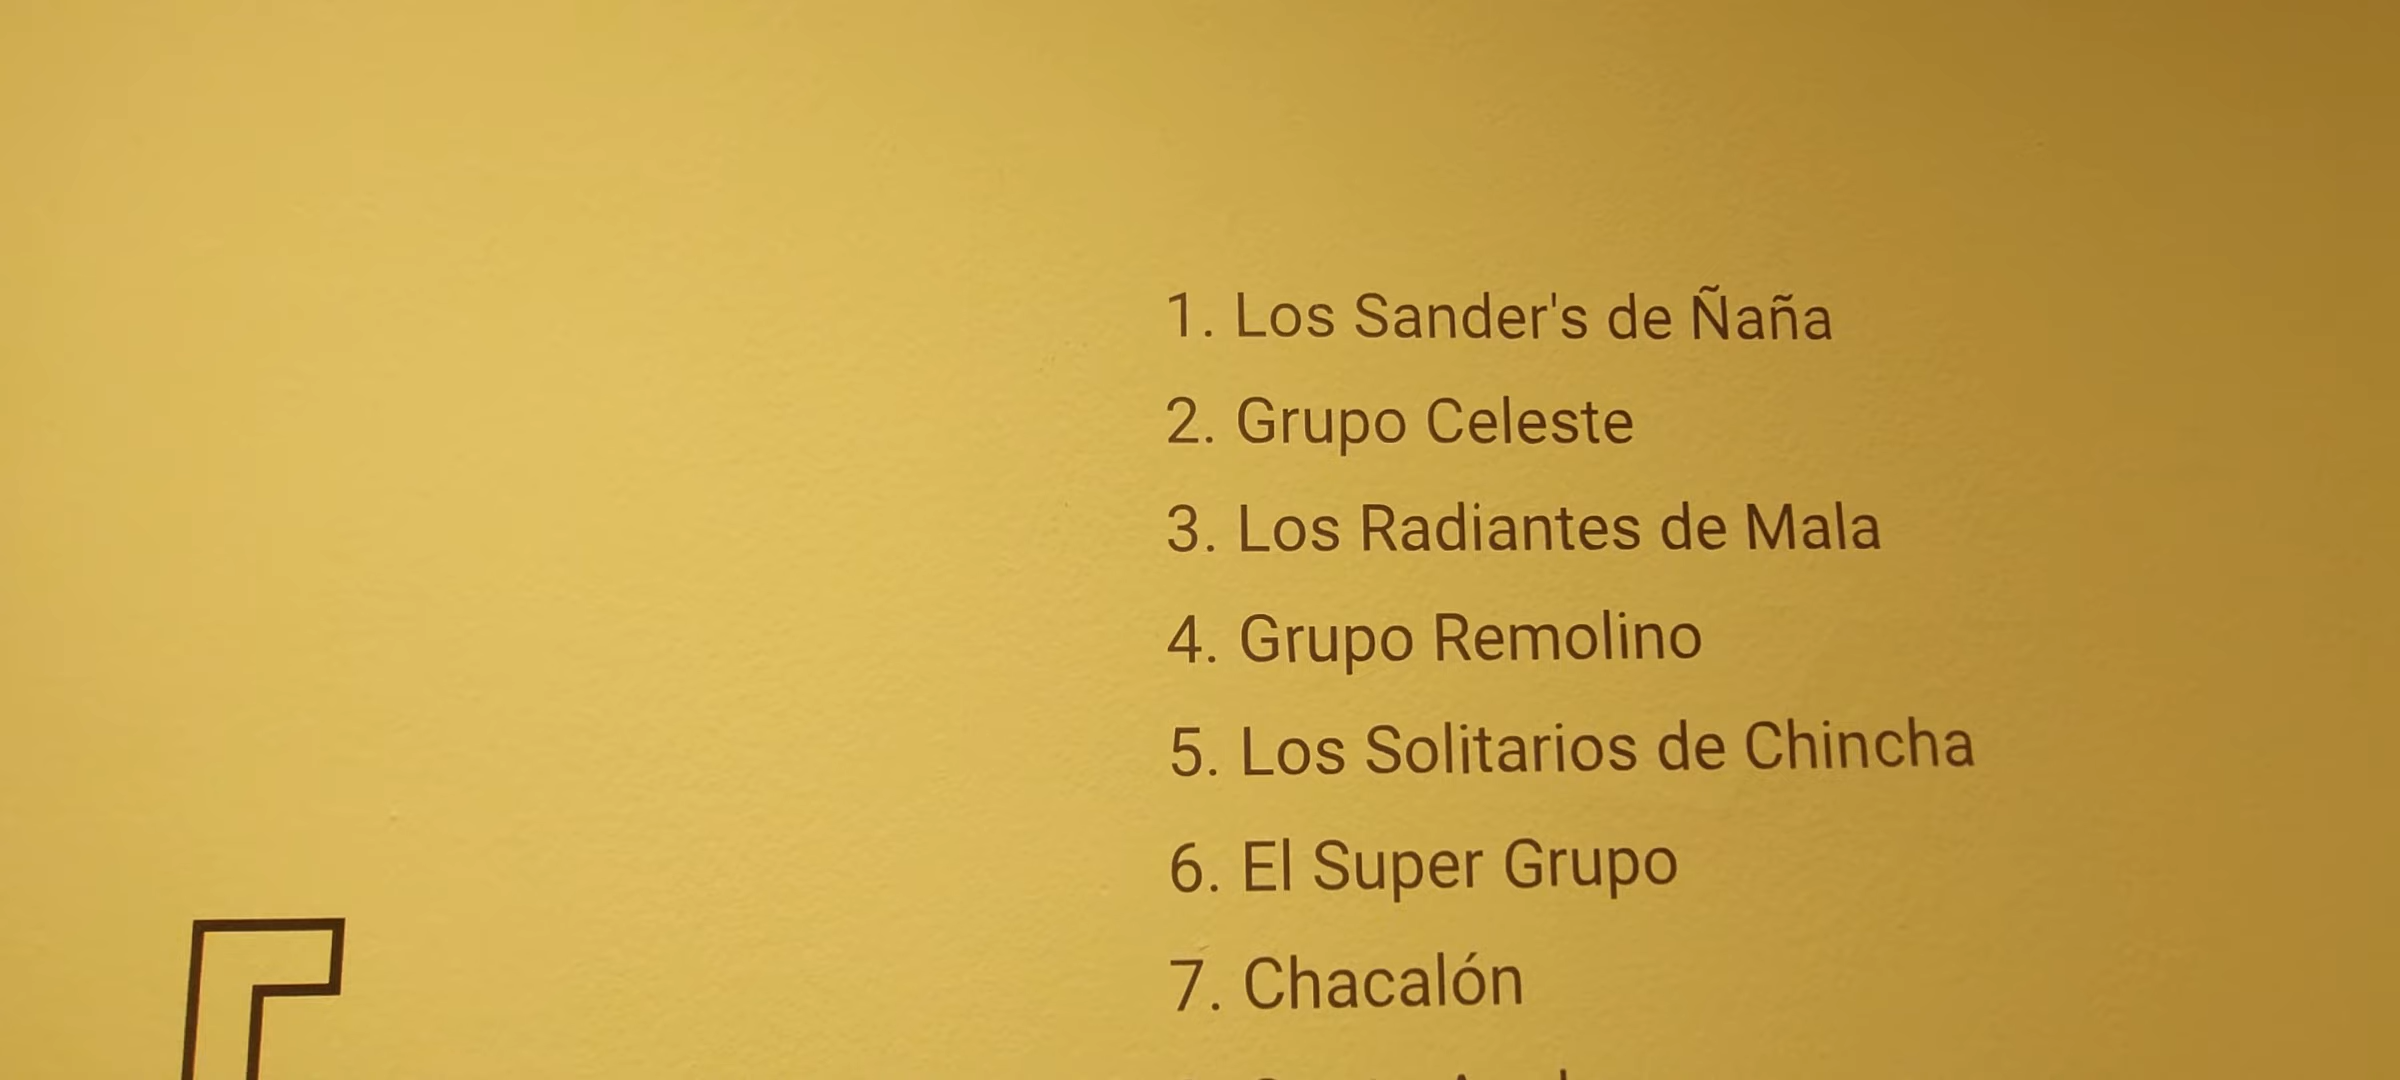 1. Los Sander's de Ñaña
2. Grupo Celeste
3. Los Radiantes de Mala
4. Grupo Remolino
5. Los Solitarios de Chincha
6. El Super Grupo
7. Chacalón